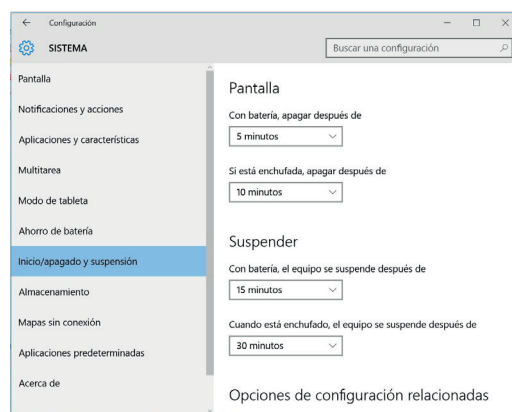 Configuración
SISTEMA
Buscar una configuración
Pantalla
Notificaciones y acciones
Aplicaciones y características
Multitarea
Modo de tableta
Ahorro de batería
Inicio/apagado y suspensión
Almacenamiento
Mapas sin conexión
Aplicaciones predeterminadas
Acerca de
Pantalla
Con batería, apagar después de
5 minutos
Si está enchufada, apagar después de
10 minutos
Suspender
Con batería, el equipo se suspende después de
15 minutos
Cuando está enchufado, el equipo se suspende después de
30 minutos
Opciones de configuración relacionadas